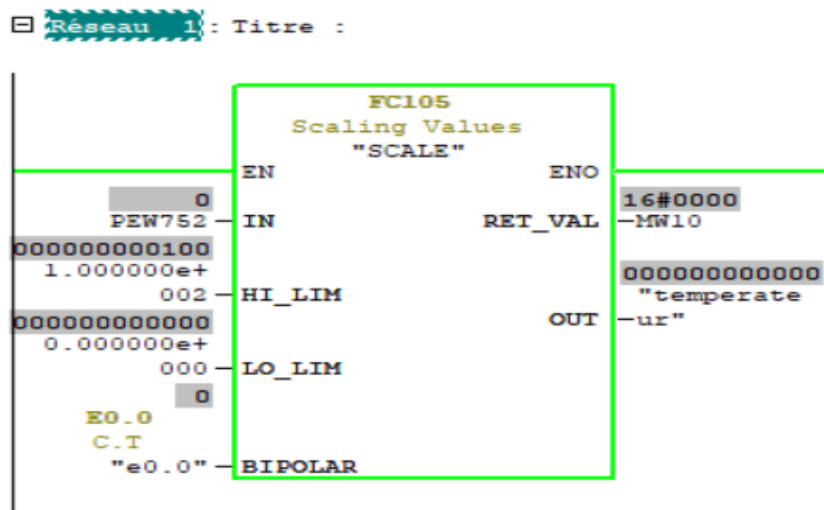 Réseau 1 : Titre :
FC105
Scaling Values
"SCALE"
EN ENO
0 16#0000
PEW752 IN RET_VAL MW10
000000000100
1.000000e+ 000000000000
002 HI_LIM "temperate
000000000000 OUT ur"
0.000000e+
000 LO_LIM
0
E0.0
C.T
"e0.0" BIPOLAR